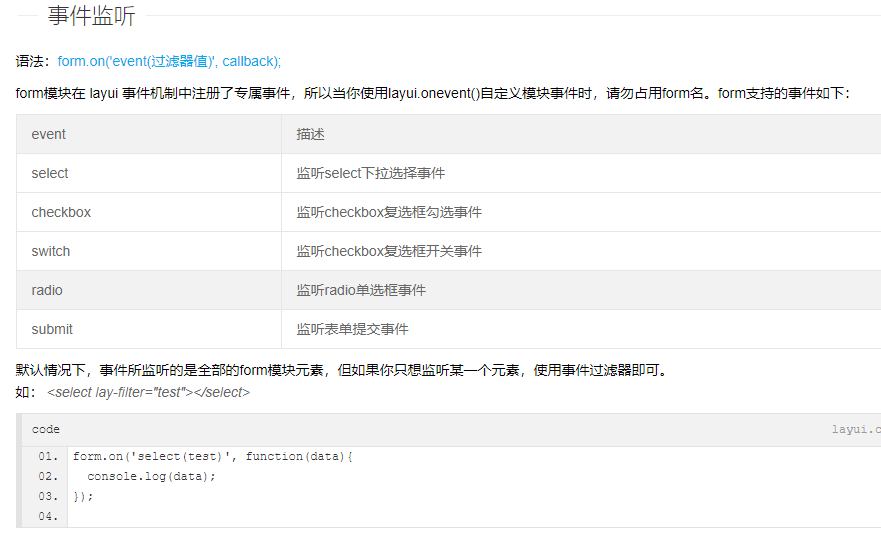 事件监听
语法：form.on('event(过滤器值)', callback);
form模块在 layui 事件机制中注册了专属事件，所以当你使用layui.onevent()自定义模块事件时，请勿占用form名。form支持的事件如下：
event 描述
select 监听select下拉选择事件
checkbox 监听checkbox复选框勾选事件
switch 监听checkbox复选框开关事件
radio 监听radio单选框事件
submit 监听表单提交事件
默认情况下，事件所监听的是全部的form模块元素，但如果你只想监听某一个元素，使用事件过滤器即可。
如： <select lay-filter="test"></select>
code layui.c
01. form.on('select(test)', function(data){
02. console.log(data);
03. });
04.